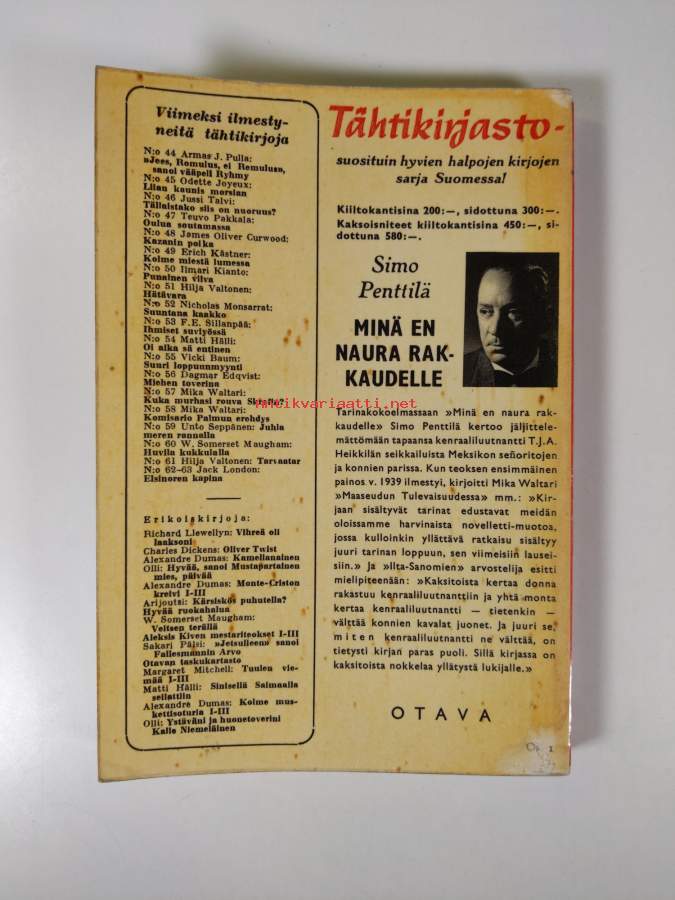 Viimeksi ilmesty-
neitä tähtikirjoja
N:o 44 Armas J. Pulla:
»Jees, Romulus, ei Remulus»,
sanoi vääpeli Ryhmy
N:o 45 Odette Joyeux:
Liian kaunis morsian
N:o 46 Jussi Talvi:
Tällaistako siis on nuoruus?
N:o 47 Teuvo Pakkala:
Oulua soutamassa
N:o 48 James Oliver Curwood:
Kazanin poika
N:o 49 Erich Kästner:
Kolme miestä lumessa
N:o 50 Ilmari Kianto:
Punainen viiva
N:o 51 Hilja Valtonen:
Hätävara
N:o 52 Nicholas Monsarrat:
Suuntana kaakko
N:o 53 F.E. Sillanpää:
Ihmiset suviyössä
N:o 54 Matti Hälli:
Oi aika sä entinen
N:o 55 Vicki Baum:
Suuri loppuunmyynti
N:o 56 Dagmar Edqvist:
Miehen toverina
N:o 57 Mika Waltari:
Kuka murhasi rouva Skrofin?
N:o 58 Mika Waltari:
Komisario Palmun erehdys
N:o 59 Unto Seppänen: Juhla
meren rannalla
N:o 60 W. Somerset Maugham:
Huvila kukkulalla
N:o 61 Hilja Valtonen: Tarvaatar
N:o 62-63 Jack London:
Elsinoren kapina
Erikoiskirjoja:
Richard Llewellyn: Vihreä oli
laaksoni
Charles Dickens: Oliver Twist
Alexandre Dumas: Kamelianainen
Olli: Hyvää, sanoi Mustapartainen
mies, päivää
Alexandre Dumas: Monte-Criston
kreivi I-III
Arijoutsi: Kärsiskös puhutella?
Hyvää ruokahalua
W. Somerset Maugham:
Veitsen terällä
Aleksis Kiven mestariteokset I-III
Sakari Pälsi: »Jetsulleen» sanoi
Fallesmannin Arvo
Otavan taskukartasto
Margaret Mitchell: Tuulen vie-
mää I-III
Matti Hälli: Sinisellä Saimaalla
seilattiin
Alexandre Dumas: Kolme mus-
kettisoturia I-III
Olli: Ystäväni ja huonetoverini
Kalle Niemeläinen
Tähtikirjasto-
suosituin hyvien halpojen kirjojen
sarja Suomessa!
Kiiltokantisina 200:—, sidottuna 300:—.
Kaksoisniteet kiiltokantisina 450:—, si-
dottuna 580:—.
Simo
Penttilä
MINÄ EN
NAURA RAK-
KAUDELLE
antikvariaatti.net
Tarinakokoelmassaan »Minä en naura rak-
kaudelle» Simo Penttilä kertoo jäljittele-
mättömään tapaansa kenraaliluutnantti T.J.A.
Heikkilän seikkailuista Meksikon señoritojen
ja konnien parissa. Kun teoksen ensimmäinen
painos v. 1939 ilmestyi, kirjoitti Mika Waltari
»Maaseudun Tulevaisuudessa» mm.: »Kir-
jaan sisältyvät tarinat edustavat meidän
oloissamme harvinaista novelletti-muotoa,
jossa kulloinkin yllättävä ratkaisu sisältyy
juuri tarinan loppuun, sen viimeisiin lausei-
siin.» Ja »Ilta-Sanomien» arvostelija esitti
mielipiteenään: »Kaksitoista kertaa donna
rakastuu kenraaliluutnanttiin ja yhtä monta
kertaa kenraaliluutnantti — tietenkin —
välttää konnien kavalat juonet. Ja juuri se,
miten kenraaliluutnantti ne välttää, on
tietysti kirjan paras puoli. Sillä kirjassa on
kaksitoista nokkelaa yllätystä lukijalle.»
OTAVA